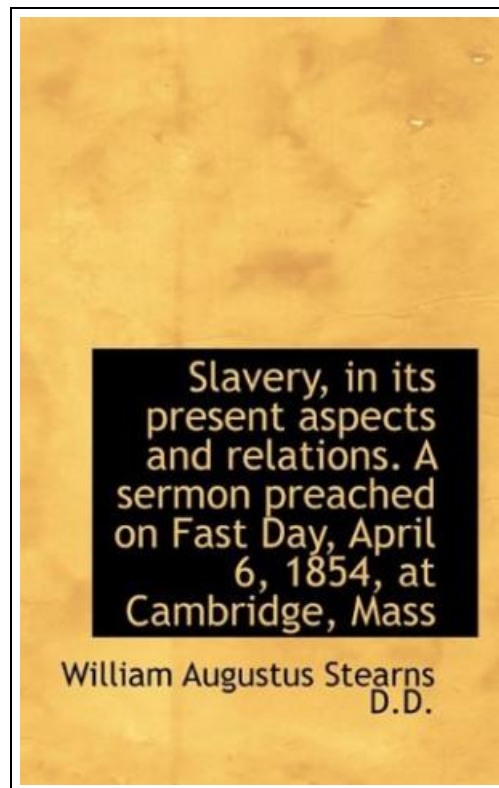 Slavery, in its
present aspects
and relations. A
sermon preached
on Fast Day, April
6, 1854, at
Cambridge, Mass
William Augustus Stearns
D.D.